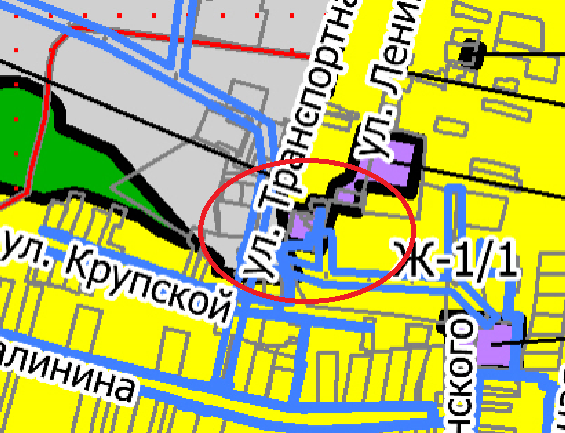 ул. Транспортна
ул. Лени
Ж-1/1
ул. Крупской
алинина
нского